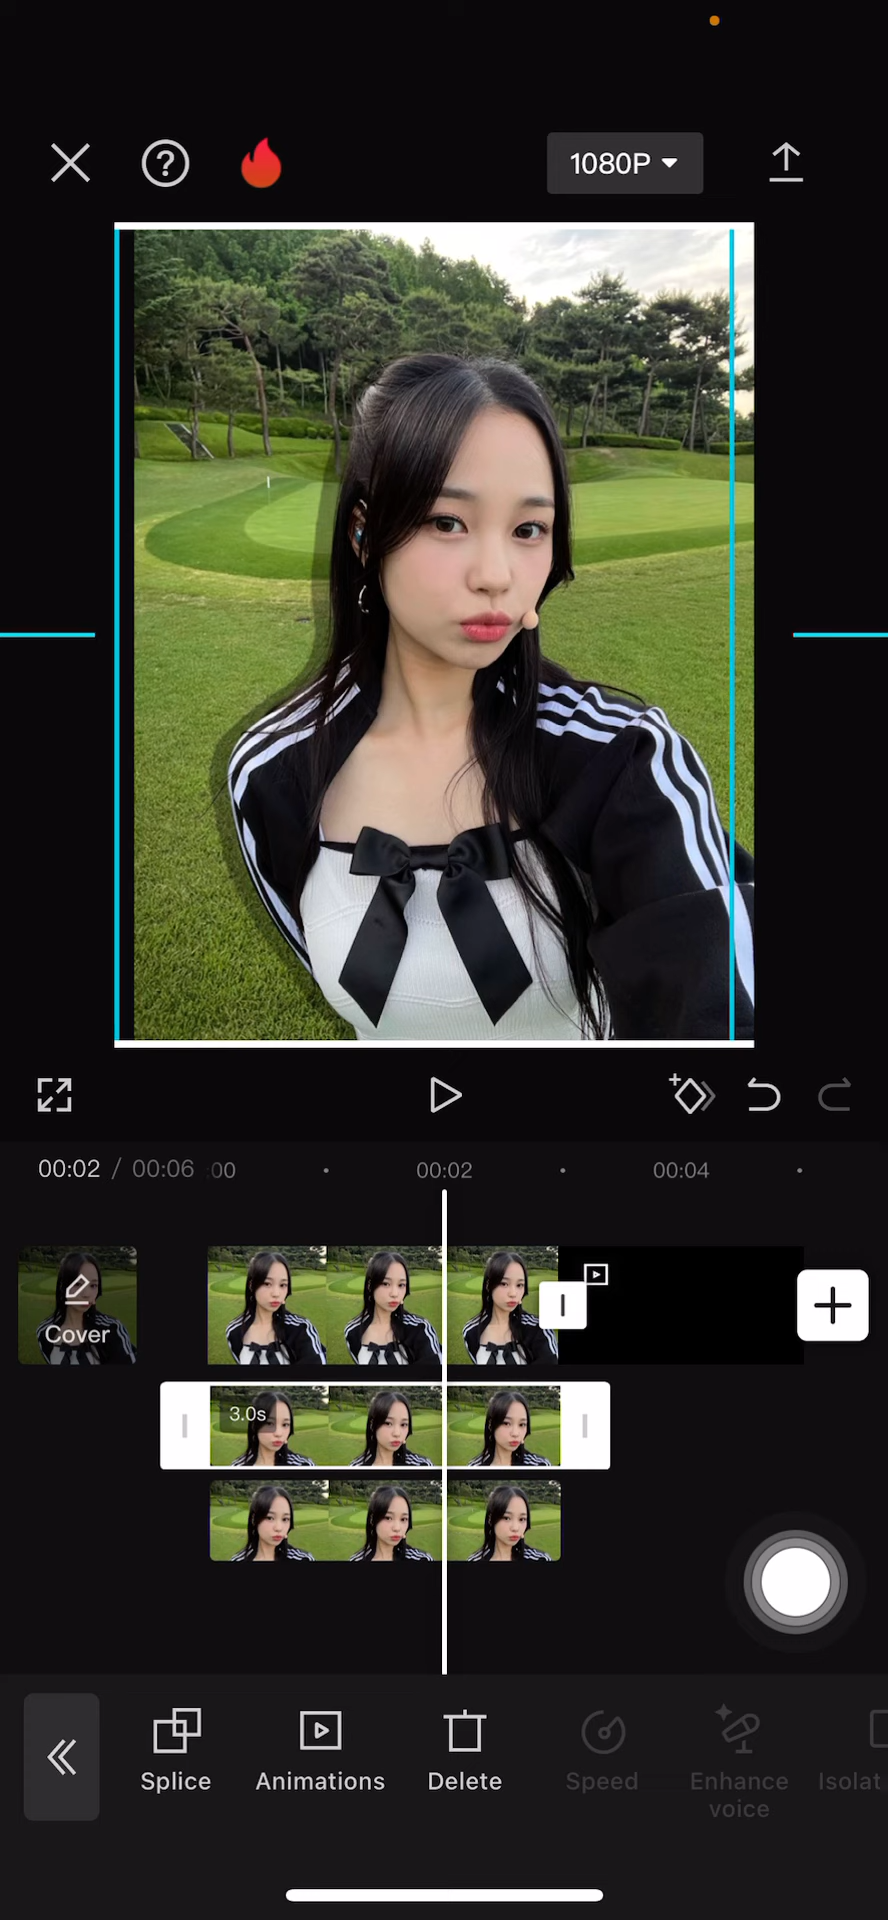 1080P
00:02 / 00:06
:00
00:02
00:04
Cover
3.0s
Splice
Animations
Delete
Speed
Enhance
voice
Isolat